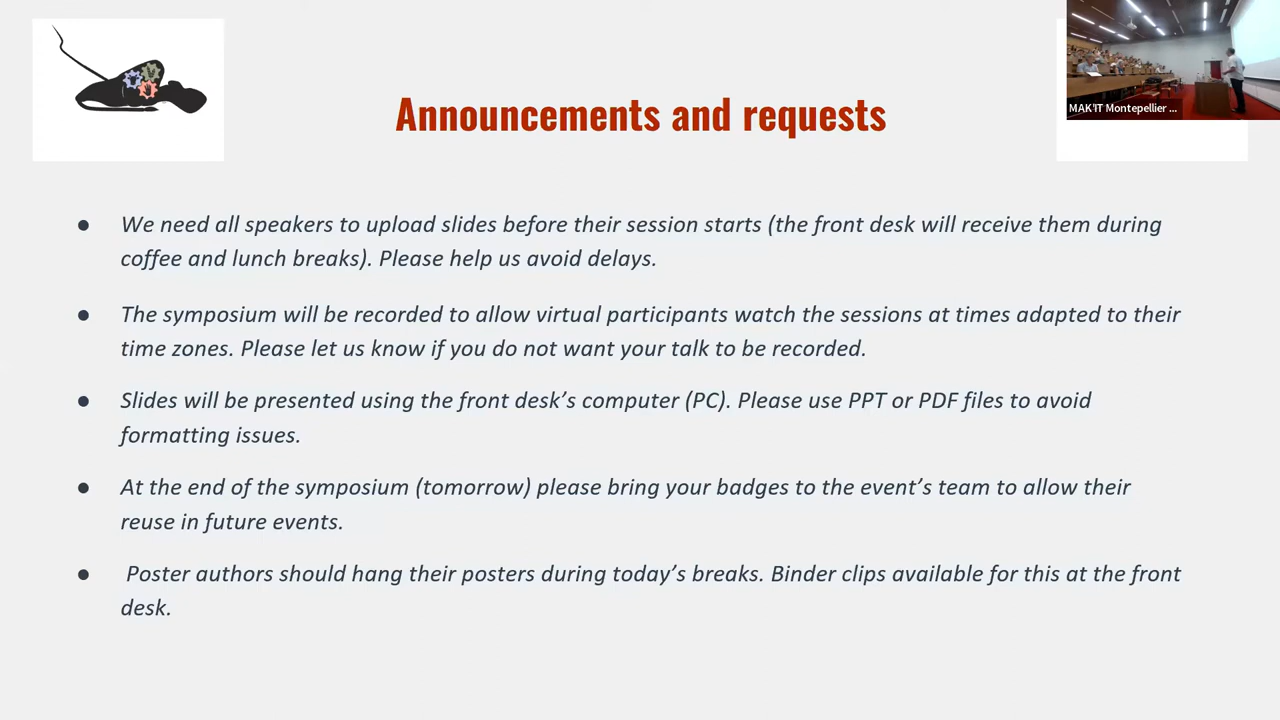 MAK'IT Montepellier ...
Announcements and requests
● We need all speakers to upload slides before their session starts (the front desk will receive them during
coffee and lunch breaks). Please help us avoid delays.
● The symposium will be recorded to allow virtual participants watch the sessions at times adapted to their
time zones. Please let us know if you do not want your talk to be recorded.
● Slides will be presented using the front desk’s computer (PC). Please use PPT or PDF files to avoid
formatting issues.
● At the end of the symposium (tomorrow) please bring your badges to the event’s team to allow their
reuse in future events.
● Poster authors should hang their posters during today’s breaks. Binder clips available for this at the front
desk.